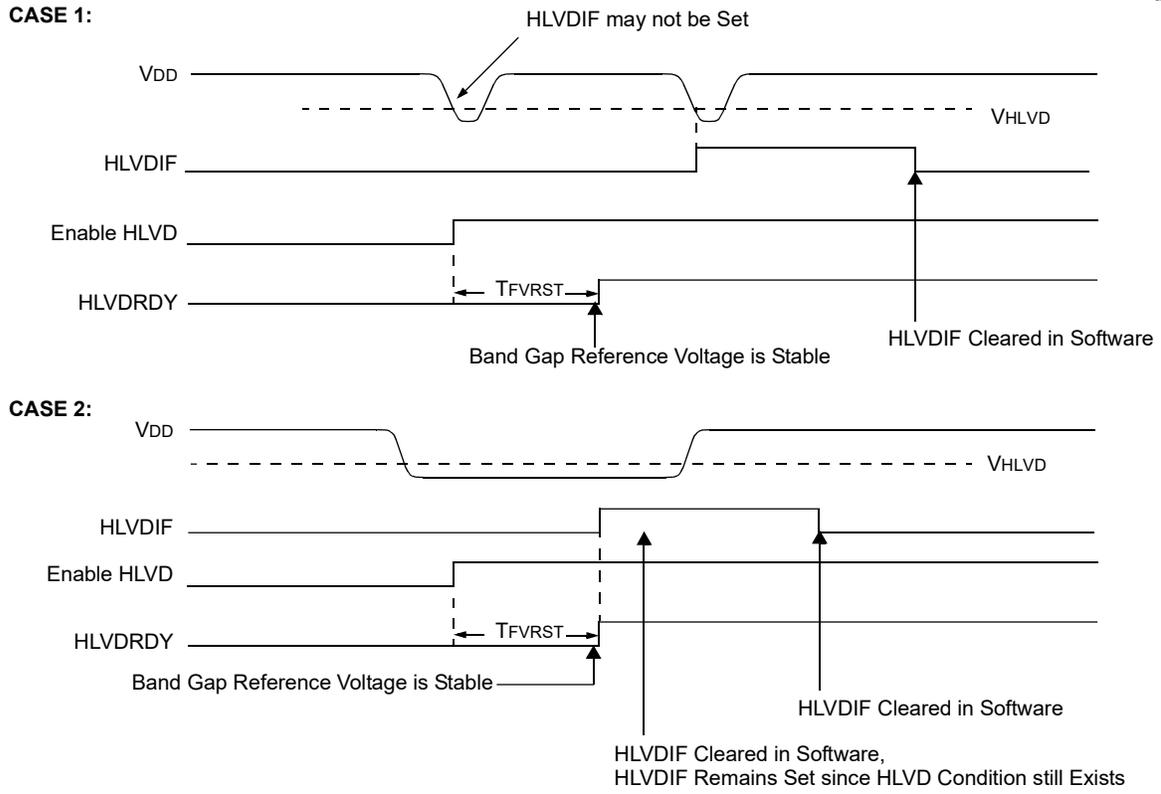 CASE 1:
HLVDIF may not be Set
VDD
VHLVD
HLVDIF
Enable HLVD
TFVRST
HLVDRDY
HLVDIF Cleared in Software
Band Gap Reference Voltage is Stable
CASE 2:
VDD
VHLVD
HLVDIF
Enable HLVD
TFVRST
HLVDRDY
Band Gap Reference Voltage is Stable
HLVDIF Cleared in Software
HLVDIF Cleared in Software,
HLVDIF Remains Set since HLVD Condition still Exists